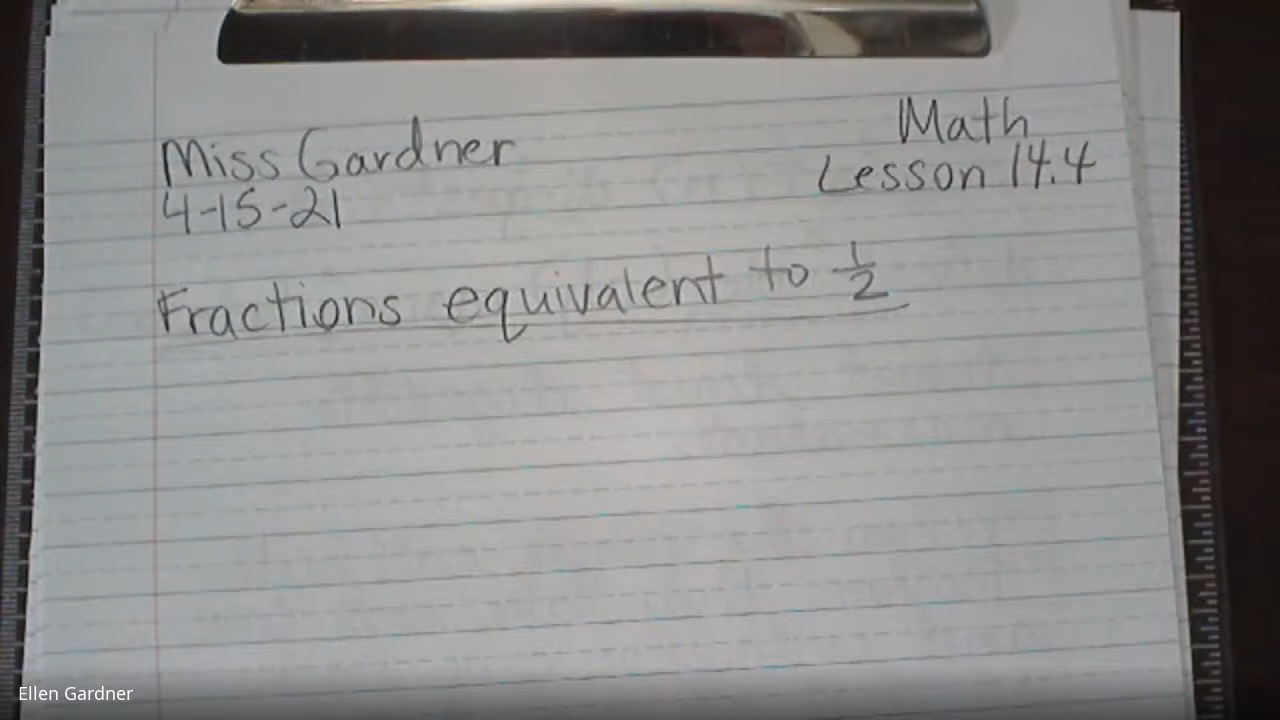 Miss Gardner
4-15-21
Math
Lesson 14.4
Fractions equivalent to 1/2
Ellen Gardner